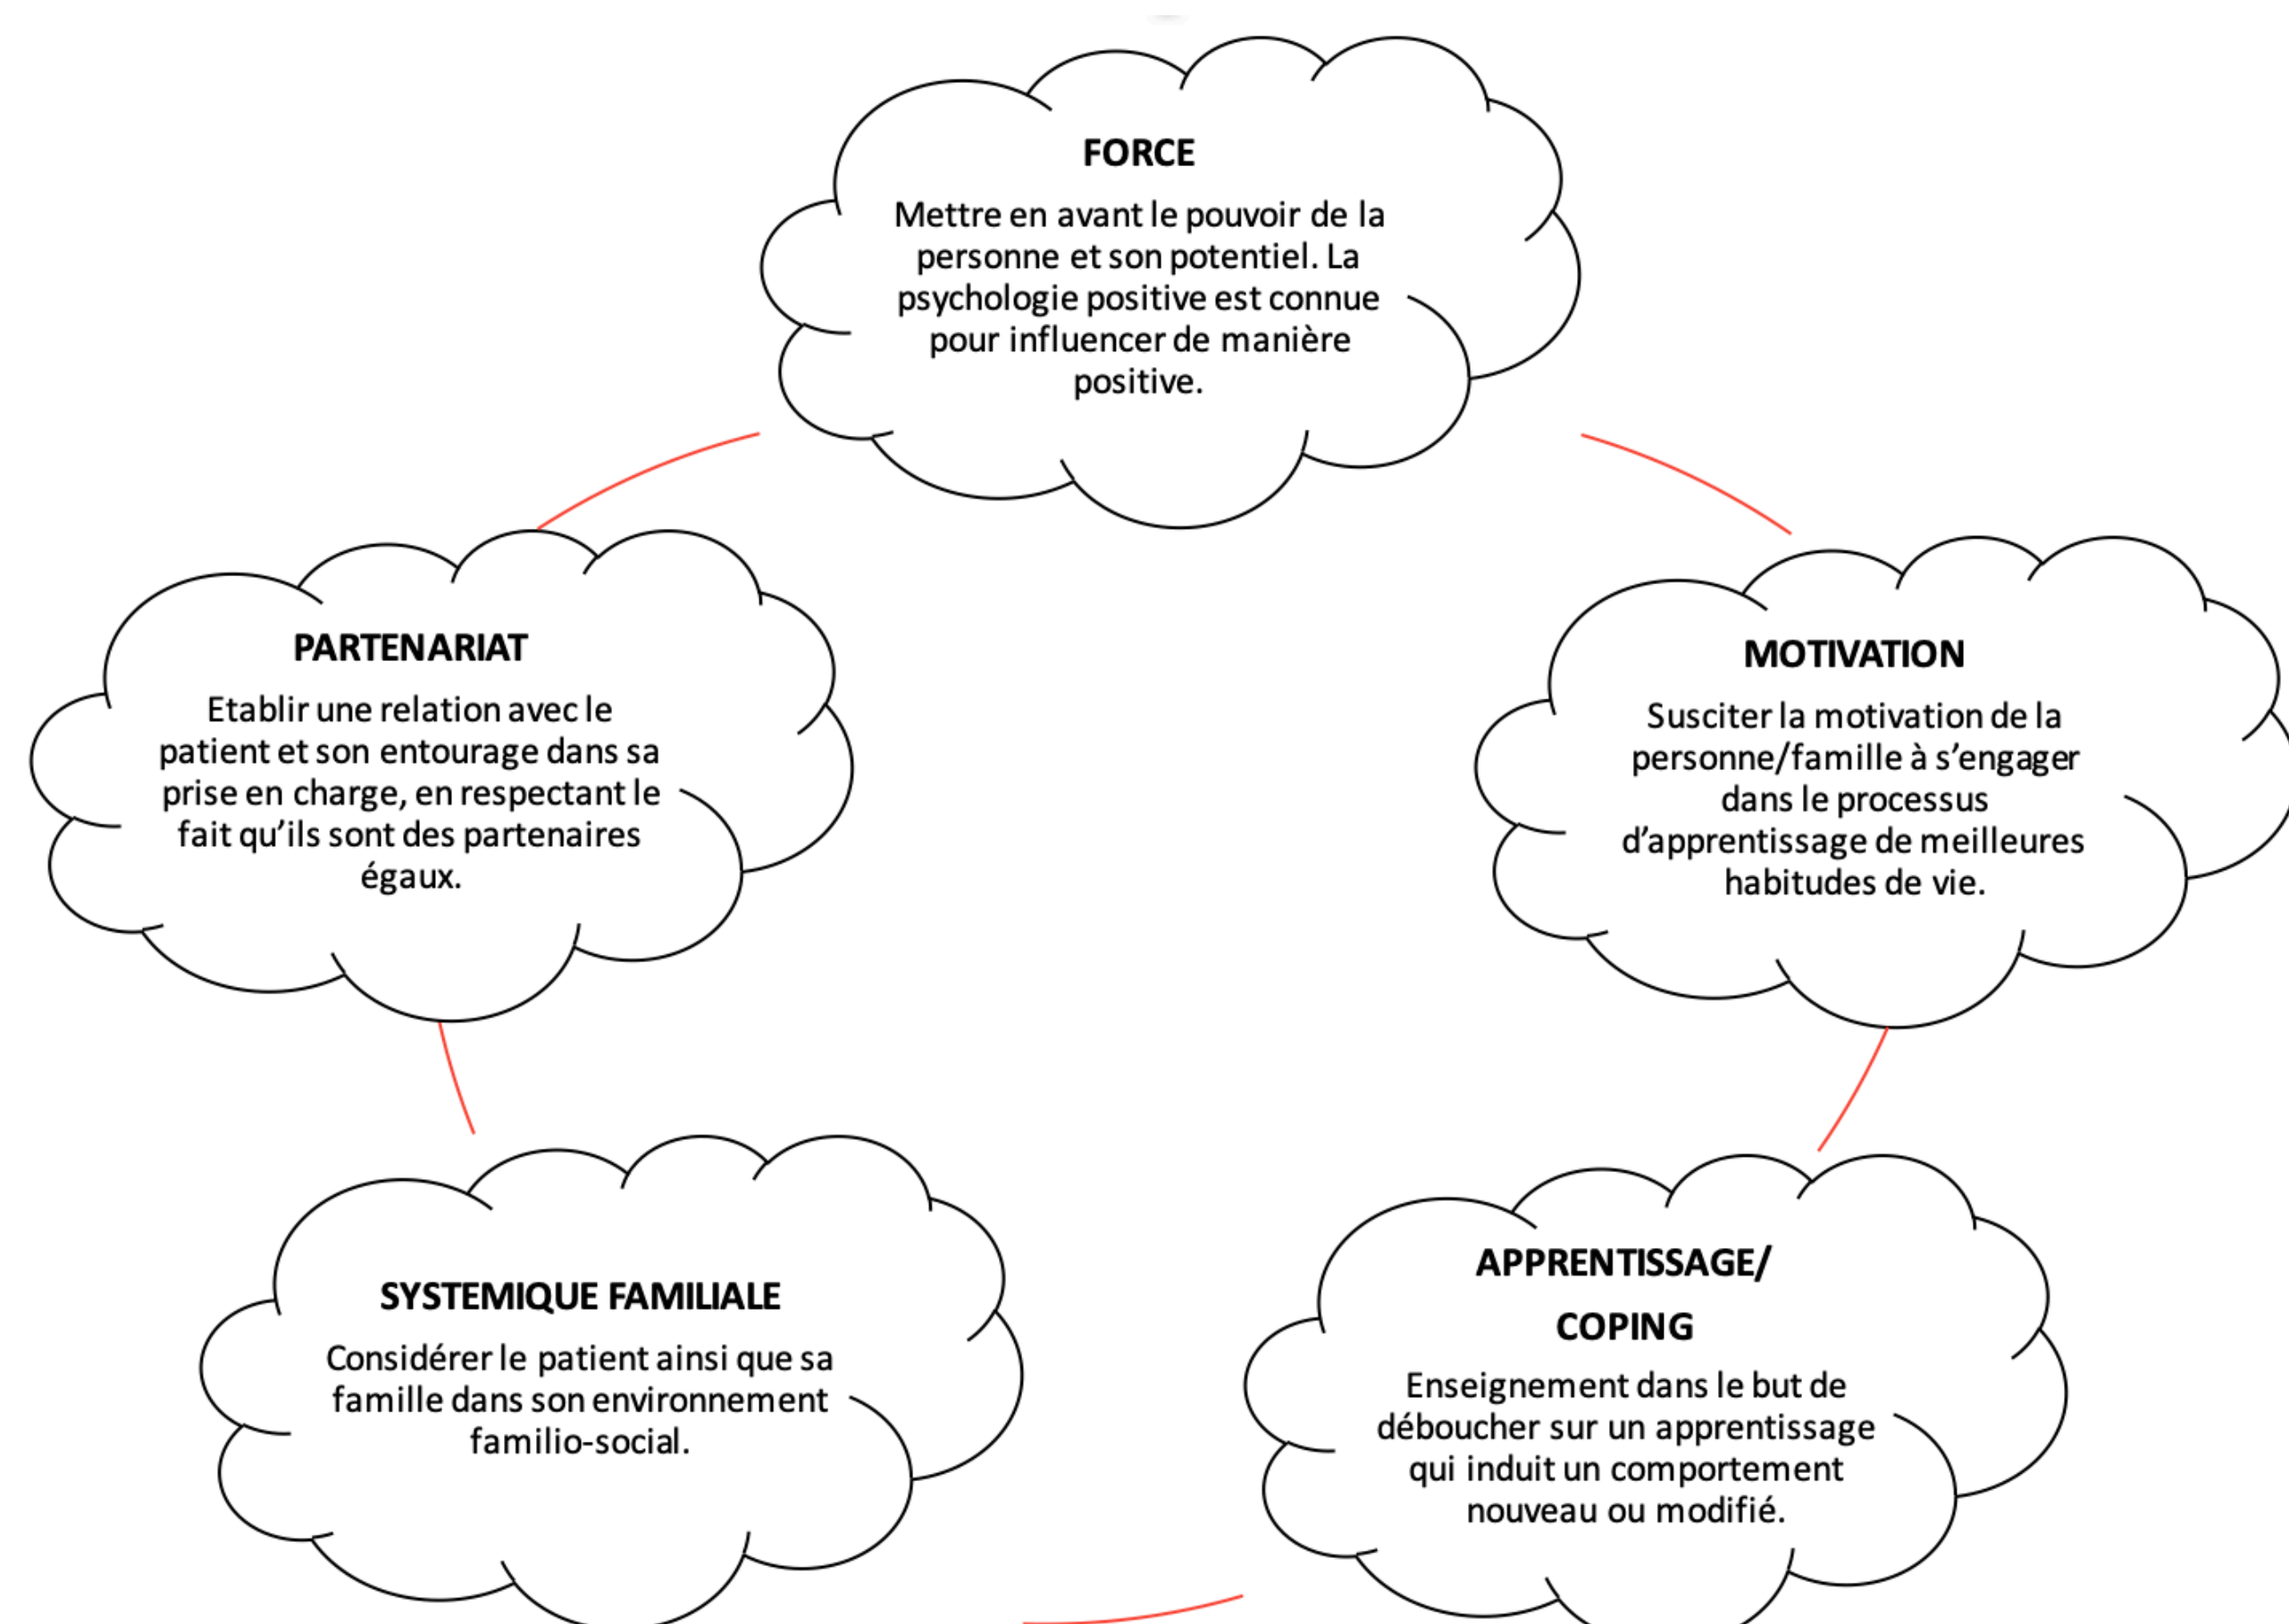 FORCE
Mettre en avant le pouvoir de la
personne et son potentiel. La
psychologie positive est connue
pour influencer de manière
positive.
PARTENARIAT
Etablir une relation avec le
patient et son entourage dans sa
prise en charge, en respectant le
fait qu'ils sont des partenaires
égaux.
MOTIVATION
Susciter la motivation de la
personne/famille à s'engager
dans le processus
d'apprentissage de meilleures
habitudes de vie.
SYSTEMIQUE FAMILIALE
Considérer le patient ainsi que sa
famille dans son environnement
familio-social.
APPRENTISSAGE/
COPING
Enseignement dans le but de
déboucher sur un apprentissage
qui induit un comportement
nouveau ou modifié.